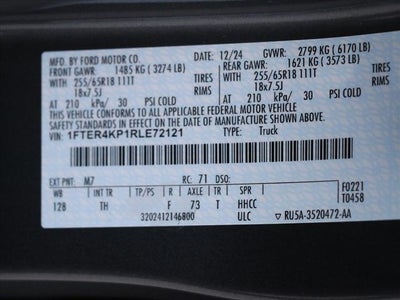 MFD. BY FORD MOTOR CO. 12/24 GVWR: 2799 KG ( 6170 LB)
FRONT GAWR: 1485 KG ( 3274 LB) REAR GAWR: 1621 KG ( 3573 LB)
WITH TIRES WITH TIRES
255/65R18 111T RIMS 255/65R18 111T RIMS
18x7.5J 18x7.5J
AT 210 kPa/ 30 PSI COLD AT 210 kPa/ 30 PSI COLD
THIS VEHICLE CONFORMS TO ALL APPLICABLE FEDERAL MOTOR VEHICLE
SAFETY STANDARDS IN EFFECT ON THE DATE OF MANUFACTURE SHOWN ABOVE.
VIN: 1FTER4KP1RLE72121 TYPE: Truck
EXT PNT: M7 RC: 71 DSO: F0221
WB INT TR R AXLE TR SPR T0458
128 TH F 73 T HHCC
3202412146800 ULC ▽ RU5A-3520472-AA